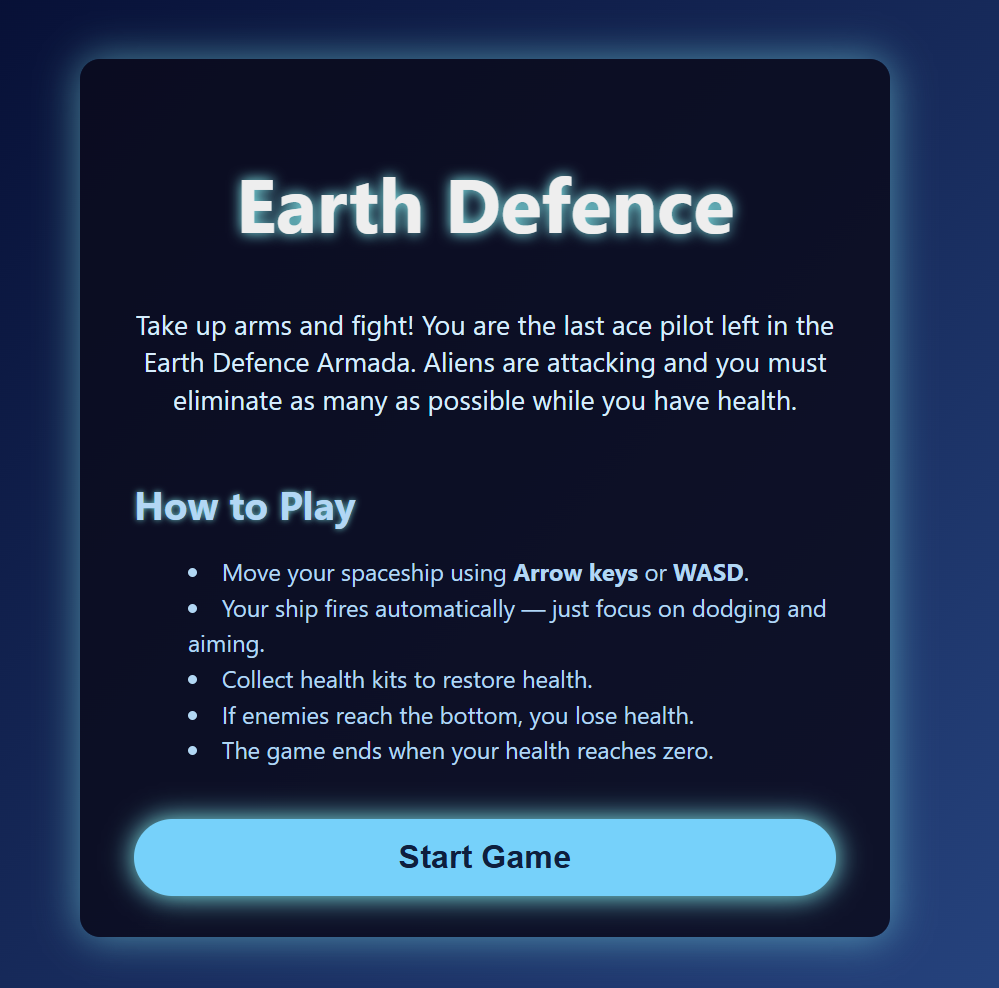 Earth Defence
Take up arms and fight! You are the last ace pilot left in the
Earth Defence Armada. Aliens are attacking and you must
eliminate as many as possible while you have health.
How to Play
• Move your spaceship using Arrow keys or WASD.
• Your ship fires automatically — just focus on dodging and
aiming.
• Collect health kits to restore health.
• If enemies reach the bottom, you lose health.
• The game ends when your health reaches zero.
Start Game